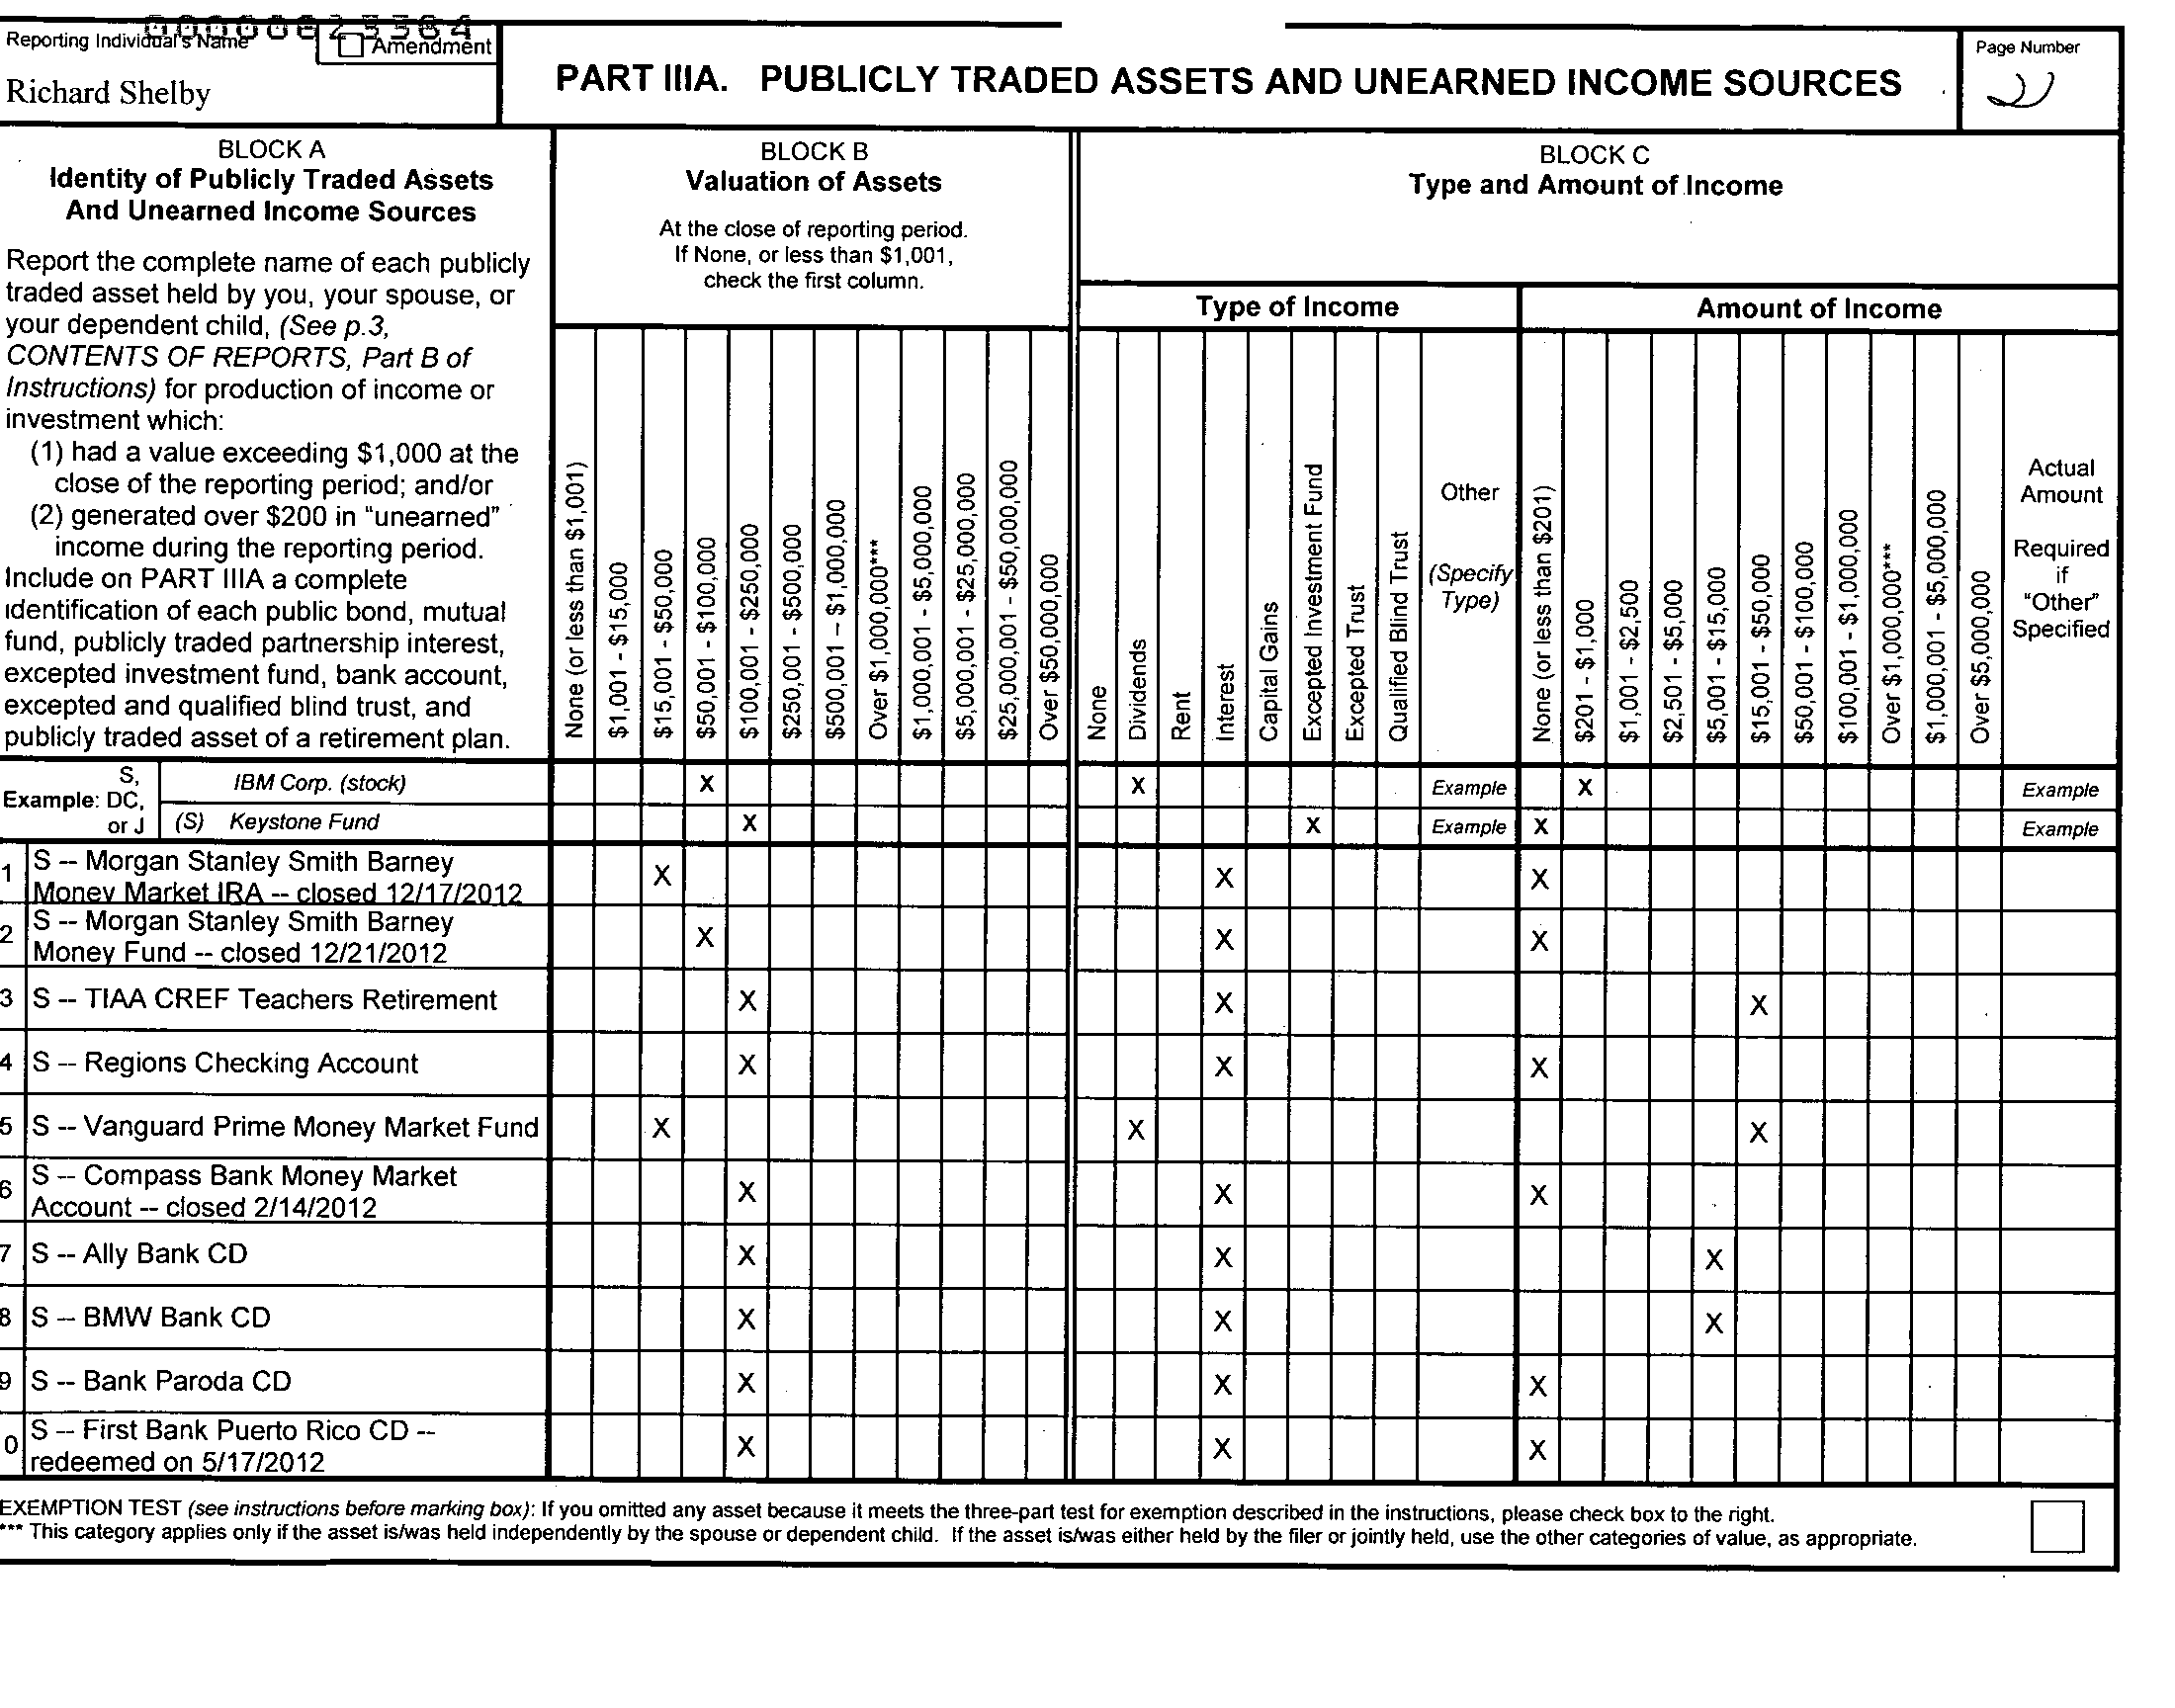 Reporting Individual's Name
Amendment
Richard Shelby
PART IIIA. PUBLICLY TRADED ASSETS AND UNEARNED INCOME SOURCES
Page Number
BLOCK A
Identity of Publicly Traded Assets
And Unearned Income Sources
Report the complete name of each publicly
traded asset held by you, your spouse, or
your dependent child, (See p.3,
CONTENTS OF REPORTS, Part B of
Instructions) for production of income or
investment which:
(1) had a value exceeding $1,000 at the
close of the reporting period; and/or
(2) generated over $200 in "unearned"
income during the reporting period.
Include on PART IIIA a complete
identification of each public bond, mutual
fund, publicly traded partnership interest,
excepted investment fund, bank account,
excepted and qualified blind trust, and
publicly traded asset of a retirement plan.
BLOCK B
Valuation of Assets
At the close of reporting period.
If None, or less than $1,001,
check the first column.
None (or less than $1,001)
$1,001 - $15,000
$15,001 - $50,000
$50,001 - $100,000
$100,001 - $250,000
$250,001 - $500,000
$500,001 – $1,000,000
Over $1,000,000***
$1,000,001 - $5,000,000
$5,000,001 - $25,000,000
$25,000,001 - $50,000,000
Over $50,000,000
BLOCK C
Type and Amount of Income
Type of Income
None
Dividends
Rent
Interest
Capital Gains
Excepted Investment Fund
Excepted Trust
Qualified Blind Trust
Other
(Specify
Type)
Amount of Income
None (or less than $201)
$201 - $1,000
$1,001 - $2,500
$2,501 - $5,000
$5,001 - $15,000
$15,001 - $50,000
$50,001 - $100,000
$100,001 - $1,000,000
Over $1,000,000***
$1,000,001 - $5,000,000
Over $5,000,000
Actual
Amount
Required
if
"Other"
Specified
Example: S, DC, or J
IBM Corp. (stock) X X Example X Example
(S) Keystone Fund X X Example X Example
1 S -- Morgan Stanley Smith Barney
Money Market IRA -- closed 12/17/2012 X X X
2 S -- Morgan Stanley Smith Barney
Money Fund -- closed 12/21/2012 X X X
3 S -- TIAA CREF Teachers Retirement X X X
4 S -- Regions Checking Account X X X
5 S -- Vanguard Prime Money Market Fund X X X
6 S -- Compass Bank Money Market
Account -- closed 2/14/2012 X X X
7 S -- Ally Bank CD X X X
8 S -- BMW Bank CD X X X
9 S -- Bank Paroda CD X X X
0 S -- First Bank Puerto Rico CD --
redeemed on 5/17/2012 X X X
EXEMPTION TEST (see instructions before marking box): If you omitted any asset because it meets the three-part test for exemption described in the instructions, please check box to the right.
*** This category applies only if the asset is/was held independently by the spouse or dependent child. If the asset is/was either held by the filer or jointly held, use the other categories of value, as appropriate.